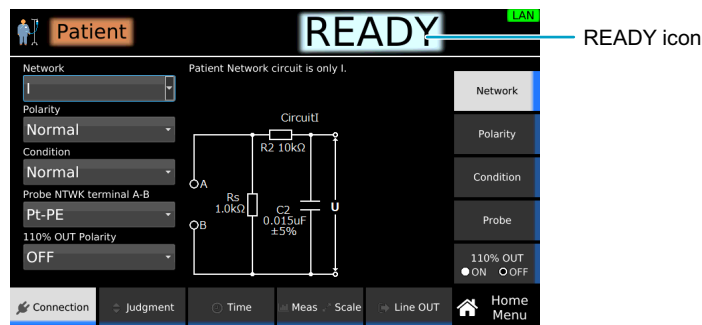 LAN
Patient
READY
READY icon
Network
I
Polarity
Normal
Condition
Normal
Probe NTWK terminal A-B
Pt-PE
110% OUT Polarity
OFF
Patient Network circuit is only I.
CircuitI
R2 10kΩ
A
B
Rs
1.0kΩ
C2
0.015uF
±5%
U
Network
Polarity
Condition
Probe
110% OUT
ON OFF
Connection
Judgment
Time
Meas
Scale
Line OUT
Home
Menu